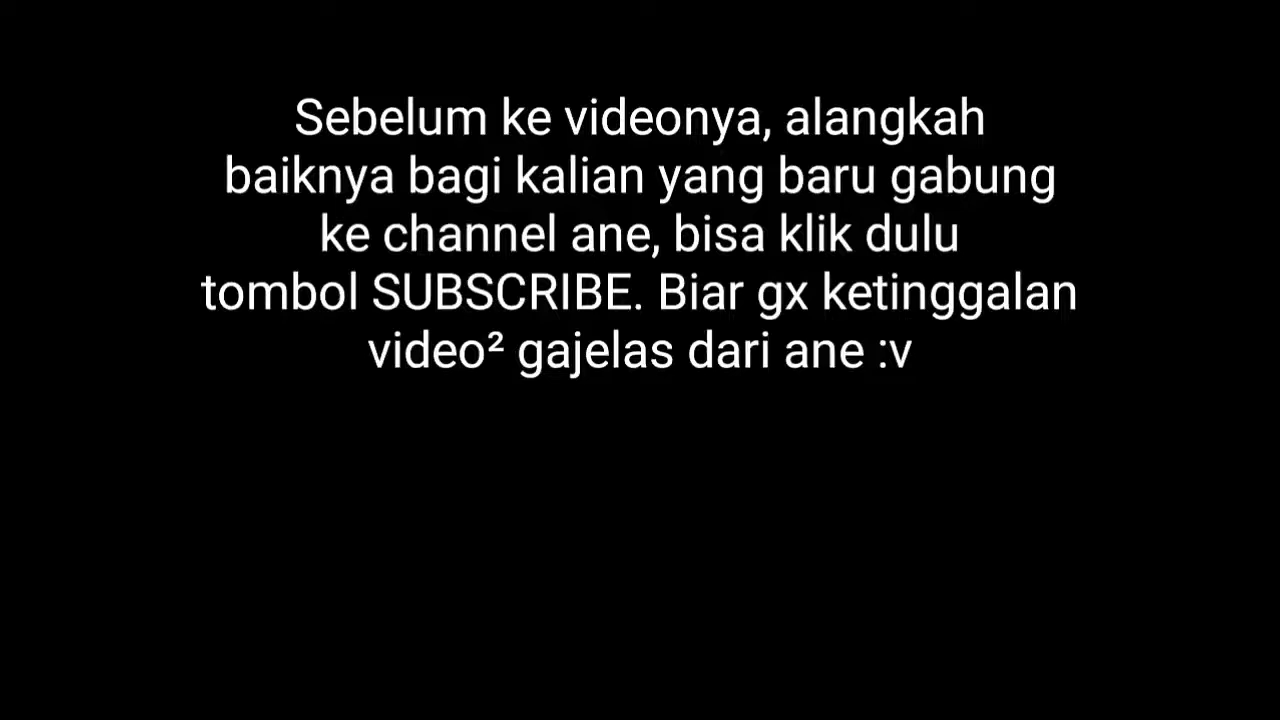 Sebelum ke videonya, alangkah
baiknya bagi kalian yang baru gabung
ke channel ane, bisa klik dulu
tombol SUBSCRIBE. Biar gx ketinggalan
video² gajelas dari ane :v